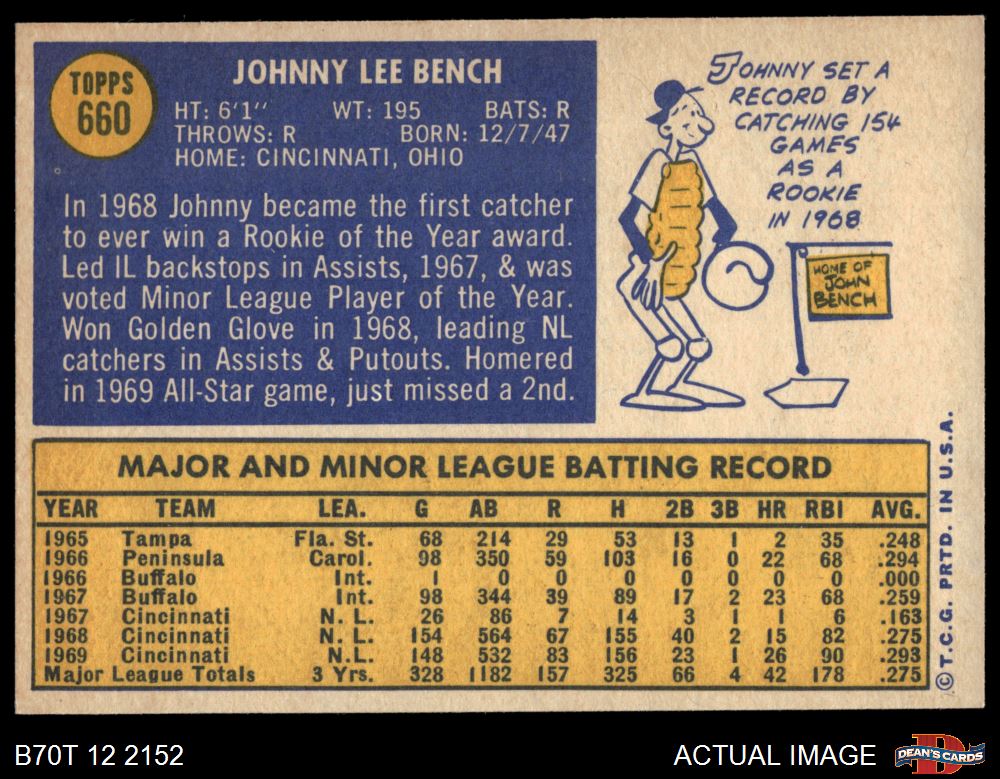 TOPPS
660
JOHNNY LEE BENCH
HT: 6'1" WT: 195 BATS: R
THROWS: R BORN: 12/7/47
HOME: CINCINNATI, OHIO
In 1968 Johnny became the first catcher
to ever win a Rookie of the Year award.
Led IL backstops in Assists, 1967, & was
voted Minor League Player of the Year.
Won Golden Glove in 1968, leading NL
catchers in Assists & Putouts. Homered
in 1969 All-Star game, just missed a 2nd.
JOHNNY SET A
RECORD BY
CATCHING 154
GAMES
AS A
ROOKIE
IN 1968
HOME OF
JOHN
BENCH
MAJOR AND MINOR LEAGUE BATTING RECORD
YEAR TEAM LEA. G AB R H 2B 3B HR RBI AVG.
1965 Tampa Fla. St. 68 214 29 53 13 1 2 35 .248
1966 Peninsula Carol. 98 350 59 103 16 0 22 68 .294
1966 Buffalo Int. 1 0 0 0 0 0 0 0 .000
1967 Buffalo Int. 98 344 39 89 17 2 23 68 .259
1967 Cincinnati N. L. 26 86 7 14 3 1 1 6 .163
1968 Cincinnati N. L. 154 564 67 155 40 2 15 82 .275
1969 Cincinnati N.L. 148 532 83 156 23 1 26 90 .293
Major League Totals 3 Yrs. 328 1182 157 325 66 4 42 178 .275
©T.C.G. PRTD. IN U.S.A.
B70T 12 2152
ACTUAL IMAGE
D
DEAN'S CARDS